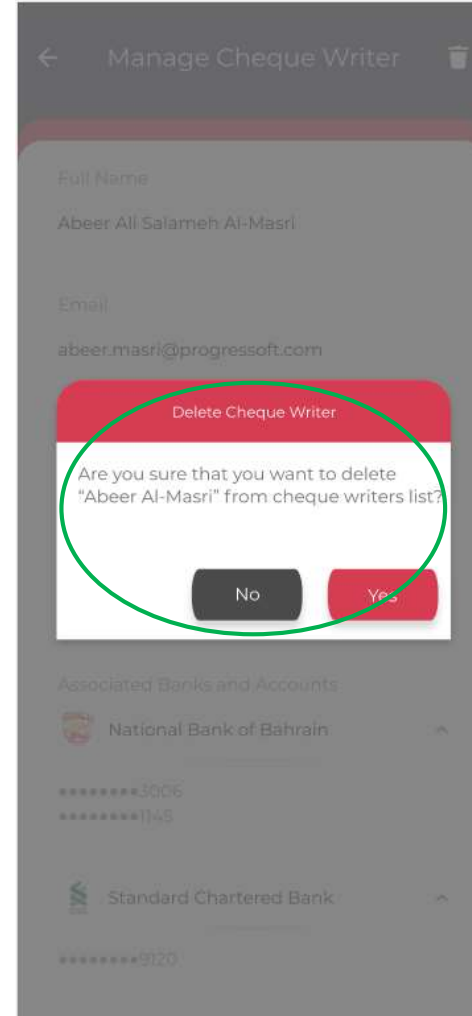 Manage Cheque Writer
Full Name
Abeer Ali Salameh Al-Masri
Email
abeer.masri@progressoft.com
Delete Cheque Writer
Are you sure that you want to delete
“Abeer Al-Masri” from cheque writers list?
No Yes
Associated Banks and Accounts
National Bank of Bahrain
●●●●●●●●3006
●●●●●●●●1145
Standard Chartered Bank
●●●●●●●●9120